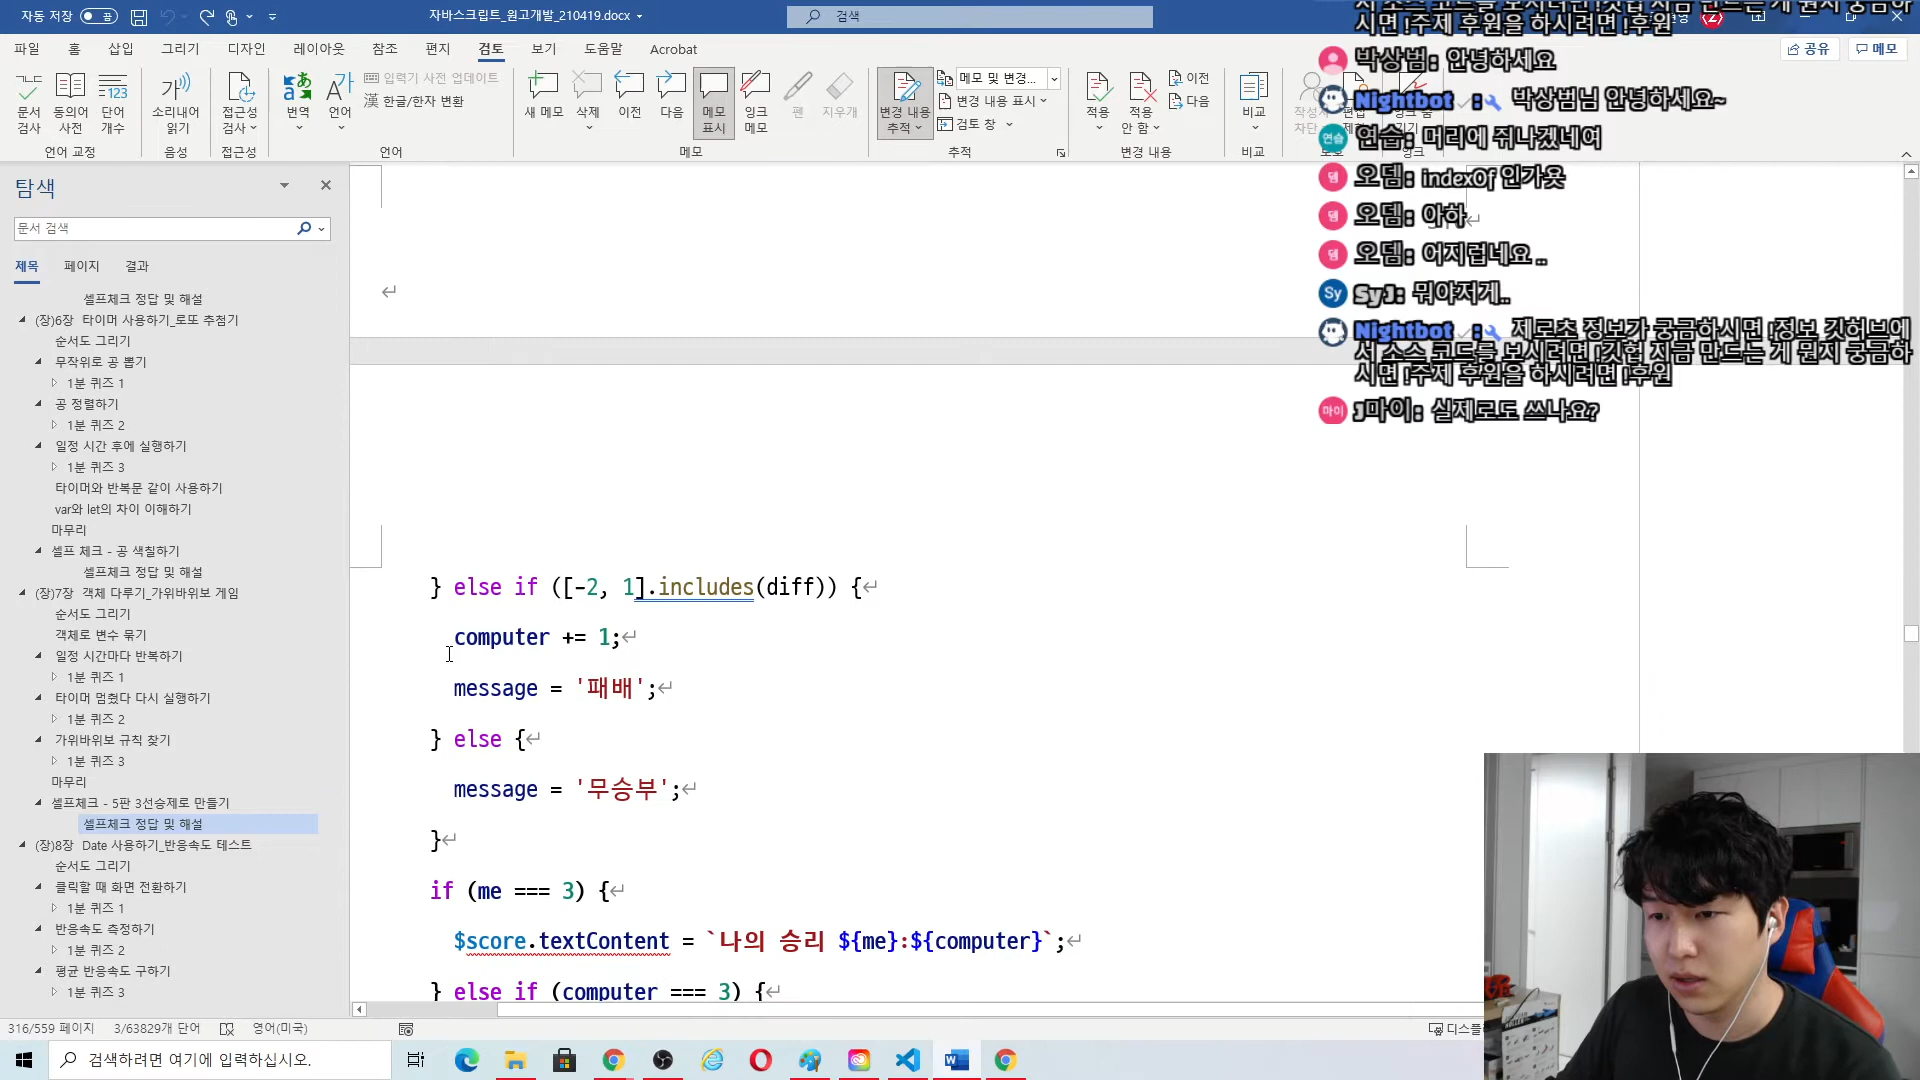 자동 저장 끔
자바스크립트_원고개발_210419.docx
검색
파일 홈 삽입 그리기 디자인 레이아웃 참조 편지 검토 보기 도움말 Acrobat
공유 메모
문서 검사
동의어 사전
단어 개수
언어 교정
소리내어 읽기
음성
접근성 검사
접근성
번역
언어
입력기 사전 업데이트
한글/한자 변환
언어
새 메모
삭제
이전
다음
메모 표시
잉크 메모
펜
지우개
메모
변경 내용 추적
메모 및 변경...
변경 내용 표시
검토 창
추적
적용
적용 안 함
이전
다음
변경 내용
비교
비교
탐색
문서 검색
제목 페이지 결과
셀프체크 정답 및 해설
(장)6장 타이머 사용하기_로또 추첨기
순서도 그리기
무작위로 공 뽑기
1분 퀴즈 1
공 정렬하기
1분 퀴즈 2
일정 시간 후에 실행하기
1분 퀴즈 3
타이머와 반복문 같이 사용하기
var와 let의 차이 이해하기
마무리
셀프 체크 - 공 색칠하기
셀프체크 정답 및 해설
(장)7장 객체 다루기_가위바위보 게임
순서도 그리기
객체로 변수 묶기
일정 시간마다 반복하기
1분 퀴즈 1
타이머 멈췄다 다시 실행하기
1분 퀴즈 2
가위바위보 규칙 찾기
1분 퀴즈 3
마무리
셀프체크 - 5판 3선승제로 만들기
셀프체크 정답 및 해설
(장)8장 Date 사용하기_반응속도 테스트
순서도 그리기
클릭할 때 화면 전환하기
1분 퀴즈 1
반응속도 측정하기
1분 퀴즈 2
평균 반응속도 구하기
1분 퀴즈 3
} else if ([-2, 1].includes(diff)) {
computer += 1;
message = '패배';
} else {
message = '무승부';
}
if (me === 3) {
$score.textContent = `나의 승리 ${me}:${computer}`;
} else if (computer === 3) {
시면 !주제 후원을 하시려면 !후원
박상범: 안녕하세요
Nightbot : 박상범님 안녕하세요~
연습 연습: 머리에 쥐나겠네여
뎀 오뎀: indexOf 인가욧
뎀 오뎀: 아하
뎀 오뎀: 어지럽네요 ..
Sy SyJ: 뭐야저게..
Nightbot : 제로초 정보가 궁금하시면 !정보 깃허브에
서 소스 코드를 보시려면 !깃헙 지금 만드는 게 뭔지 궁금하
시면 !주제 후원을 하시려면 !후원
마이 J마이: 실제로도 쓰나요?
316/559 페이지 3/63829개 단어 영어(미국)
검색하려면 여기에 입력하십시오.